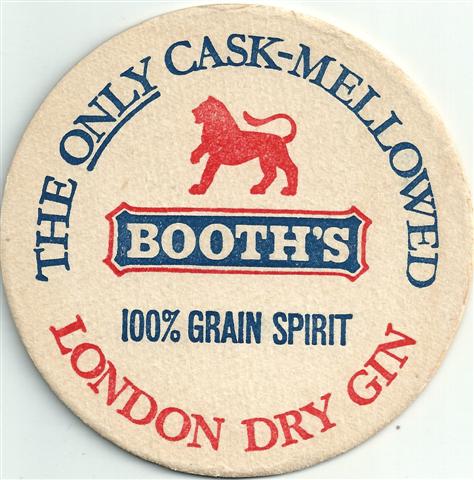 THE ONLY CASK-MELLOWED
BOOTH'S
100% GRAIN SPIRIT
LONDON DRY GIN